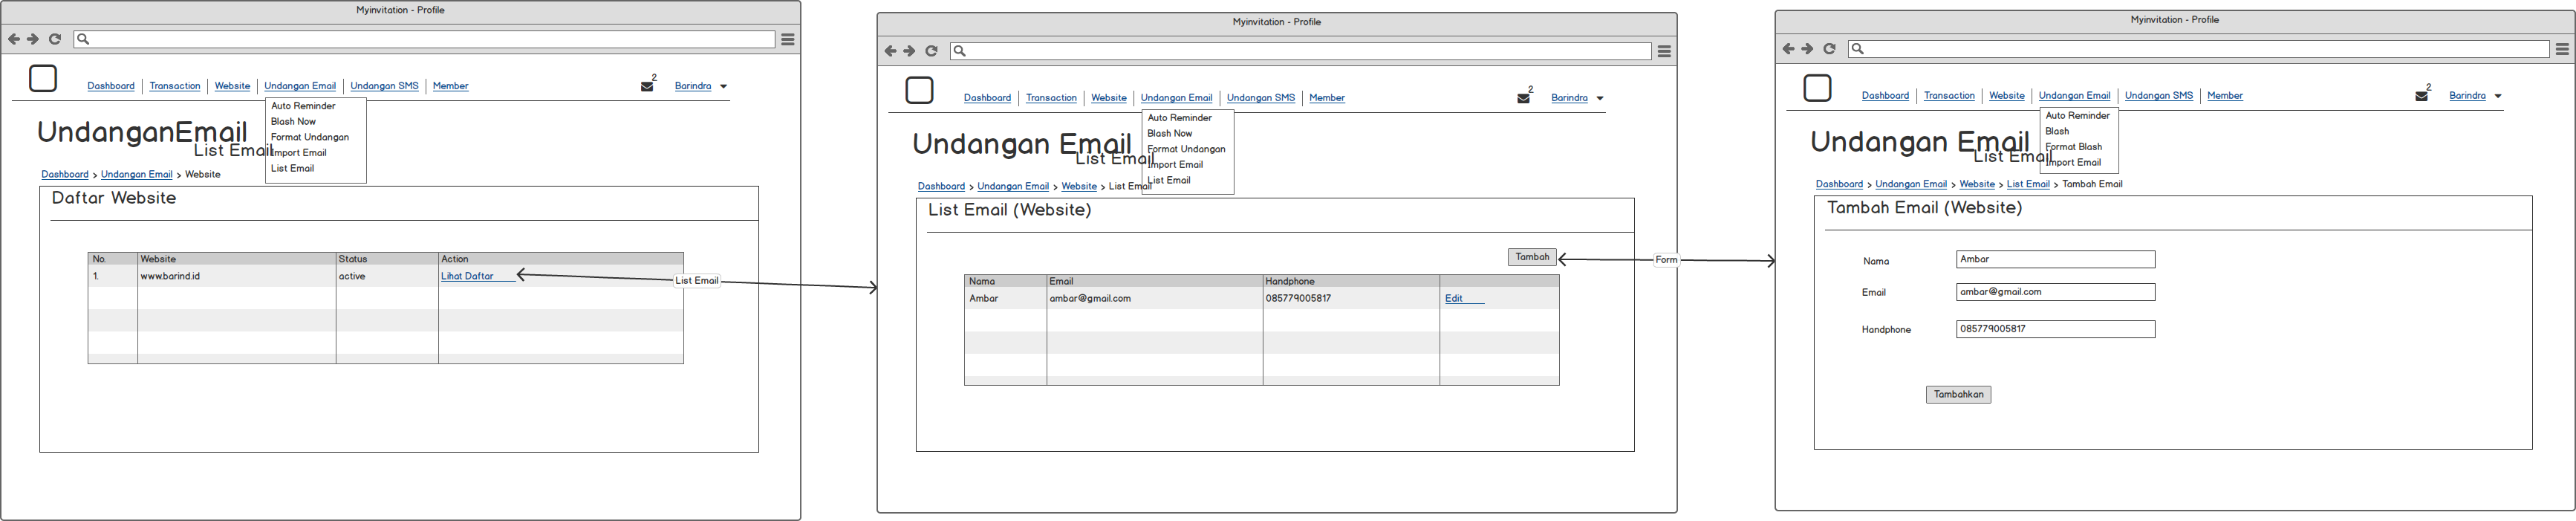 Myinvitation - Profile
Dashboard Transaction Website Undangan Email Undangan SMS Member 2 Barindra
Auto Reminder
Blash Now
Format Undangan
Import Email
List Email
UndanganEmail
List Email
Dashboard > Undangan Email > Website
Daftar Website
No. Website Status Action
1. www.barind.id active Lihat Daftar
List Email
Myinvitation - Profile
Dashboard Transaction Website Undangan Email Undangan SMS Member 2 Barindra
Auto Reminder
Blash Now
Format Undangan
Import Email
List Email
Undangan Email
List Email
Dashboard > Undangan Email > Website > List Email
List Email (Website)
Tambah
Nama Email Handphone
Ambar ambar@gmail.com 085779005817 Edit
Form
Myinvitation - Profile
Dashboard Transaction Website Undangan Email Undangan SMS Member 2 Barindra
Auto Reminder
Blash
Format Blash
Import Email
Undangan Email
List Email
Dashboard > Undangan Email > Website > List Email > Tambah Email
Tambah Email (Website)
Nama Ambar
Email ambar@gmail.com
Handphone 085779005817
Tambahkan